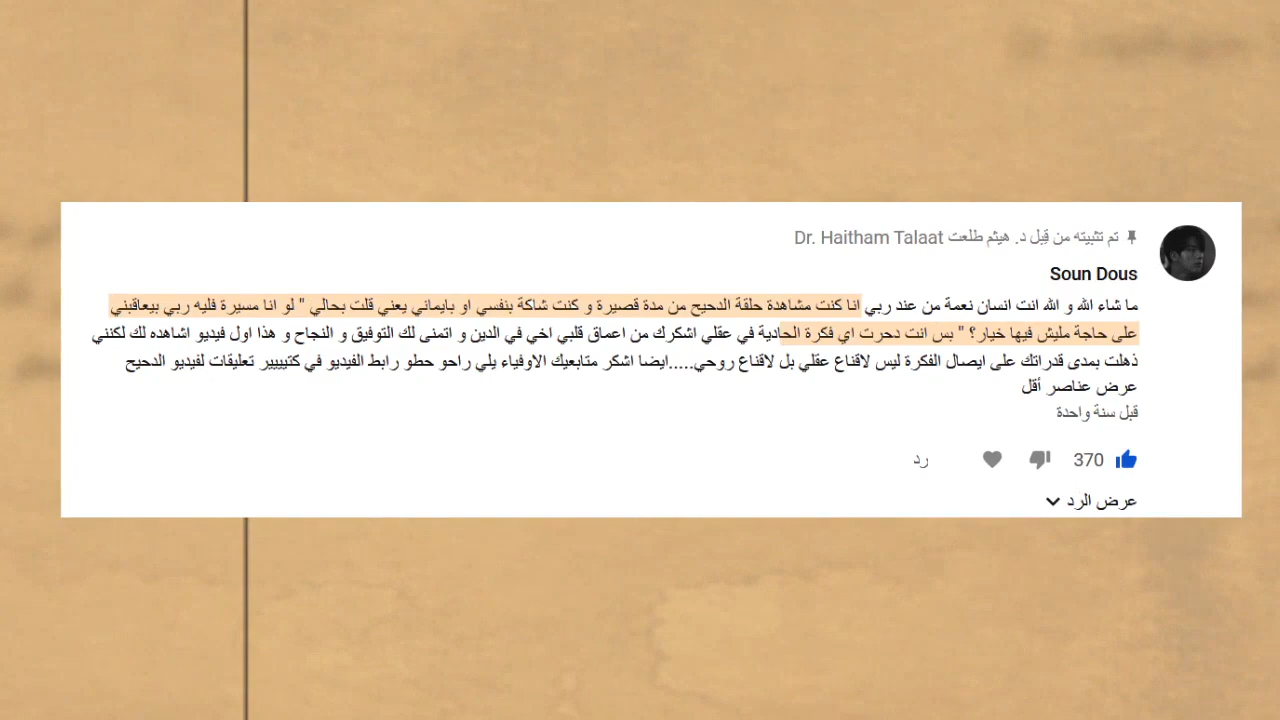 تم تثبيته من قِبل د. هيثم طلعت Dr. Haitham Talaat
Soun Dous
ما شاء الله و الله انت انسان نعمة من عند ربي انا كنت مشاهدة حلقة الدحيح من مدة قصيرة و كنت شاكة بنفسي او بايماني يعني قلت بحالي " لو انا مسيرة فليه ربي بيعاقبني
على حاجة مليش فيها خيار؟ " بس انت دحرت اي فكرة الحادية في عقلي اشكرك من اعماق قلبي اخي في الدين و اتمنى لك التوفيق و النجاح و هذا اول فيديو اشاهده لك لكنني
ذهلت بمدى قدراتك على ايصال الفكرة ليس لاقناع عقلي بل لاقناع روحي.....ايضا اشكر متابعيك الاوفياء يلي راحو حطو رابط الفيديو في كتيييير تعليقات لفيديو الدحيح
عرض عناصر أقل
قبل سنة واحدة
370 رد
عرض الرد